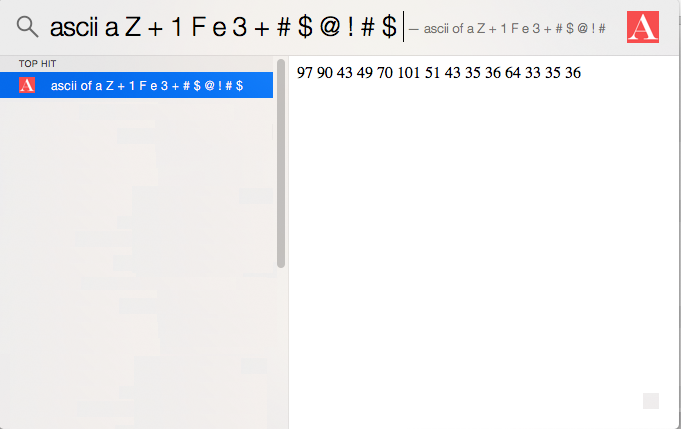 ascii a Z + 1 F e 3 + # $ @ ! # $ — ascii of a Z + 1 F e 3 + # $ @ ! #
A
TOP HIT
A ascii of a Z + 1 F e 3 + # $ @ ! # $
97 90 43 49 70 101 51 43 35 36 64 33 35 36